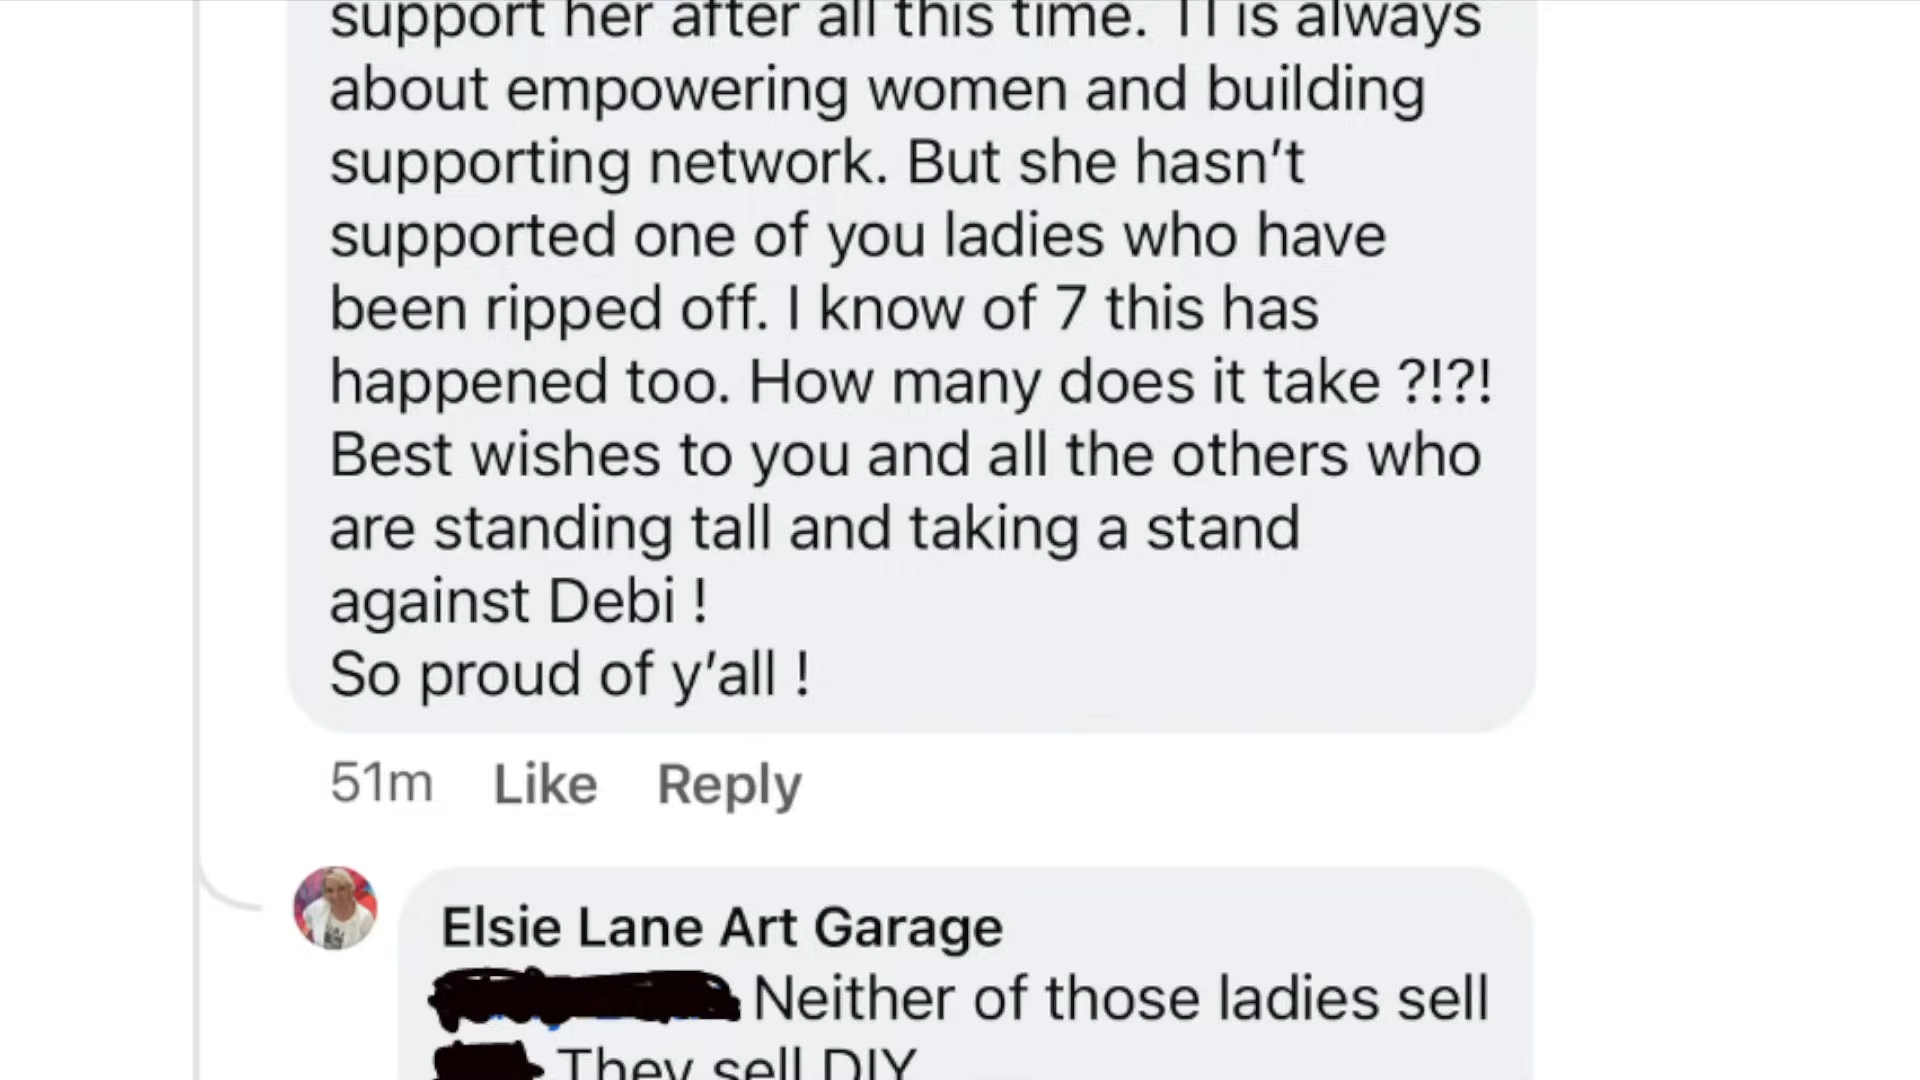 support her after all this time. TI is always
about empowering women and building
supporting network. But she hasn’t
supported one of you ladies who have
been ripped off. I know of 7 this has
happened too. How many does it take ?!?!
Best wishes to you and all the others who
are standing tall and taking a stand
against Debi !
So proud of y’all !
51m Like Reply
Elsie Lane Art Garage
Neither of those ladies sell
They sell DIY